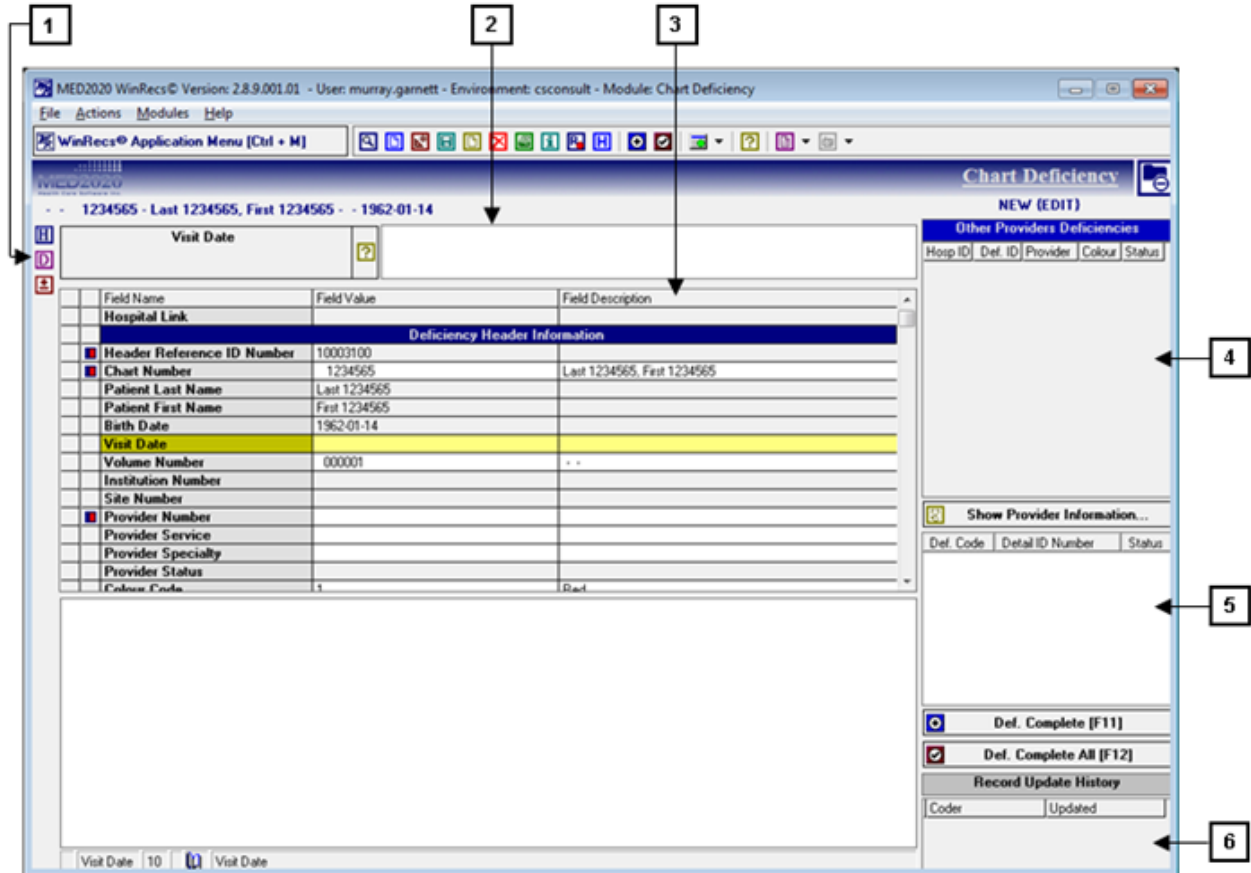 1
2
3
MED2020 WinRecs© Version: 2.8.9.001.01 - User: murray.garnett - Environment: csconsult - Module: Chart Deficiency
File Actions Modules Help
WinRecs© Application Menu [Ctrl + M]
MED2020
Chart Deficiency
- - 1234565 - Last 1234565, First 1234565 - - 1962-01-14
NEW (EDIT)
H
D
Visit Date
?
Other Providers Deficiencies
Hosp ID Def. ID Provider Colour Status
Field Name Field Value Field Description
Hospital Link
Deficiency Header Information
Header Reference ID Number 10003100
Chart Number 1234565 Last 1234565, First 1234565
Patient Last Name Last 1234565
Patient First Name First 1234565
Birth Date 1962-01-14
Visit Date
Volume Number 000001 - -
Institution Number
Site Number
Provider Number
Provider Service
Provider Specialty
Provider Status
Colour Code 1 Red
4
Show Provider Information...
Def. Code Detail ID Number Status
5
Def. Complete [F11]
Def. Complete All [F12]
Record Update History
Coder Updated
6
Visit Date 10 Visit Date